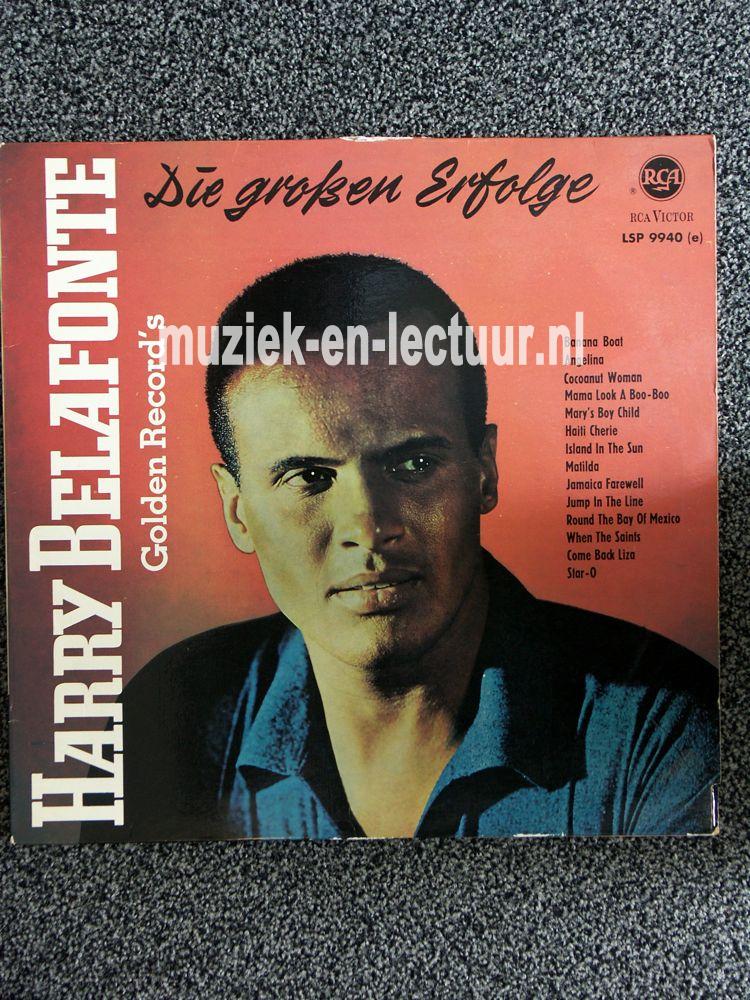 Die großen Erfolge
RCA
®
RCA VICTOR
LSP 9940 (e)
HARRY BELAFONTE
Golden Record's
muziek-en-lectuur.nl
Banana Boat
Angelina
Cocoanut Woman
Mama Look A Boo-Boo
Mary's Boy Child
Haiti Cherie
Island In The Sun
Matilda
Jamaica Farewell
Jump In The Line
Round The Bay Of Mexico
When The Saints
Come Back Liza
Star-O